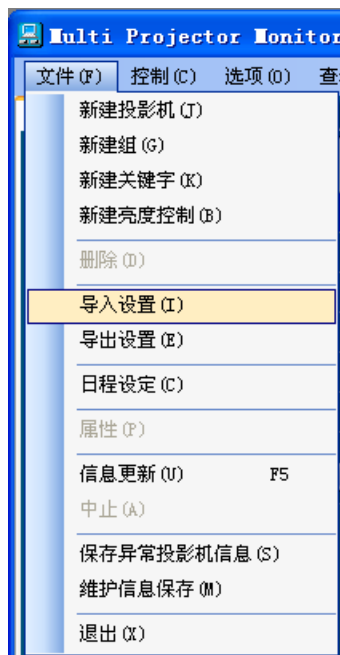 Multi Projector Monitor
文件(F) 控制(C) 选项(O) 查
新建投影机(J)
新建组(G)
新建关键字(K)
新建亮度控制(B)
删除(D)
导入设置(I)
导出设置(E)
日程设定(C)
属性(P)
信息更新(U) F5
中止(A)
保存异常投影机信息(S)
维护信息保存(M)
退出(X)